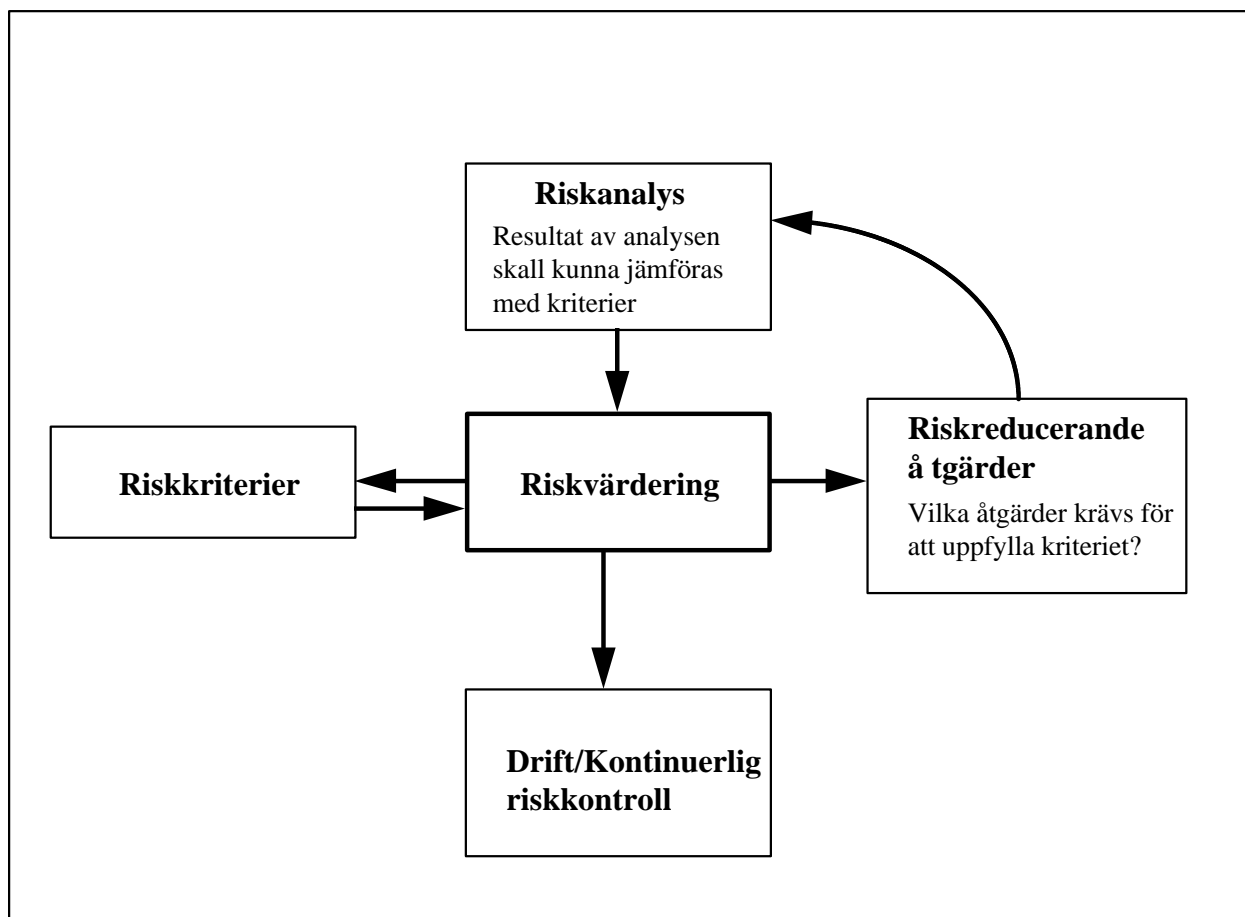 Riskanalys
Resultat av analysen
skall kunna jämföras
med kriterier
Riskkriterier
Riskvärdering
Riskreducerande
å tgärder
Vilka åtgärder krävs för
att uppfylla kriteriet?
Drift/Kontinuerlig
riskkontroll